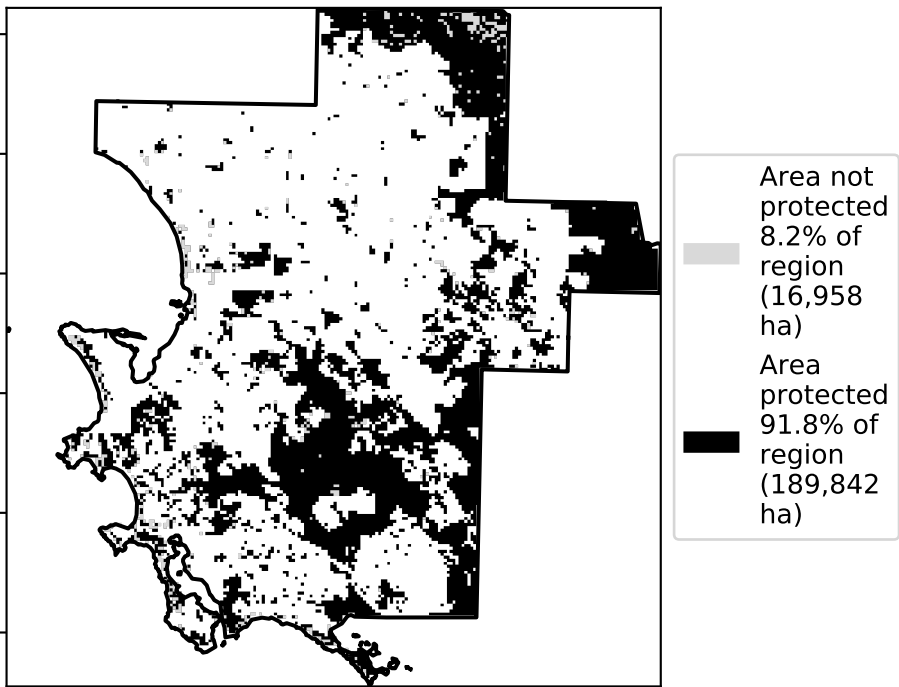 Area not
protected
8.2% of
region
(16,958
ha)
Area
protected
91.8% of
region
(189,842
ha)